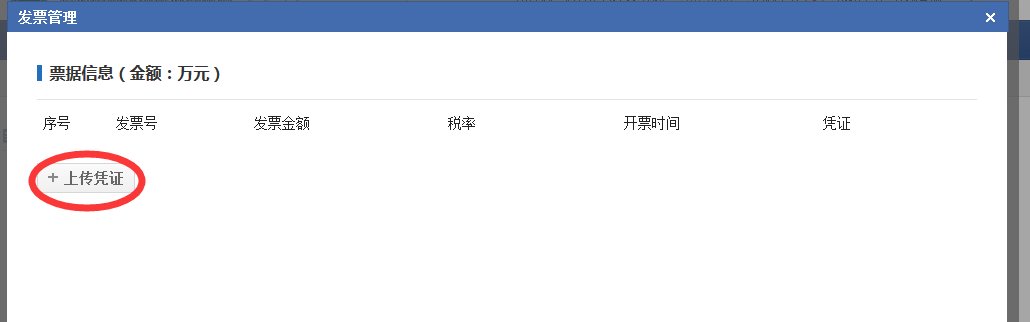 发票管理 ×
票据信息（金额：万元）
序号 发票号 发票金额 税率 开票时间 凭证
+ 上传凭证